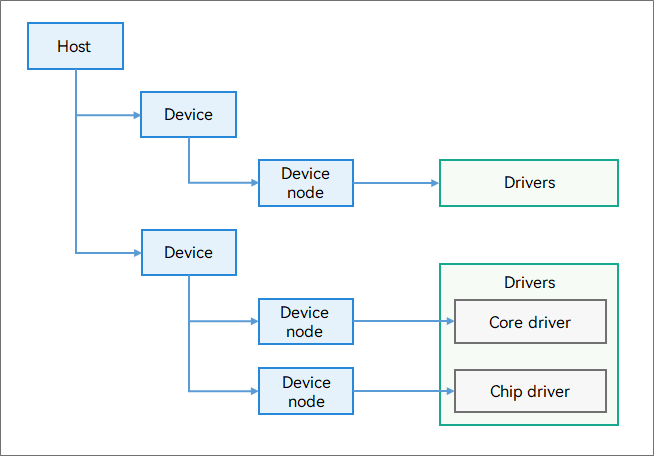 Host
Device
Device
node
Drivers
Device
Drivers
Device
node
Core driver
Device
node
Chip driver